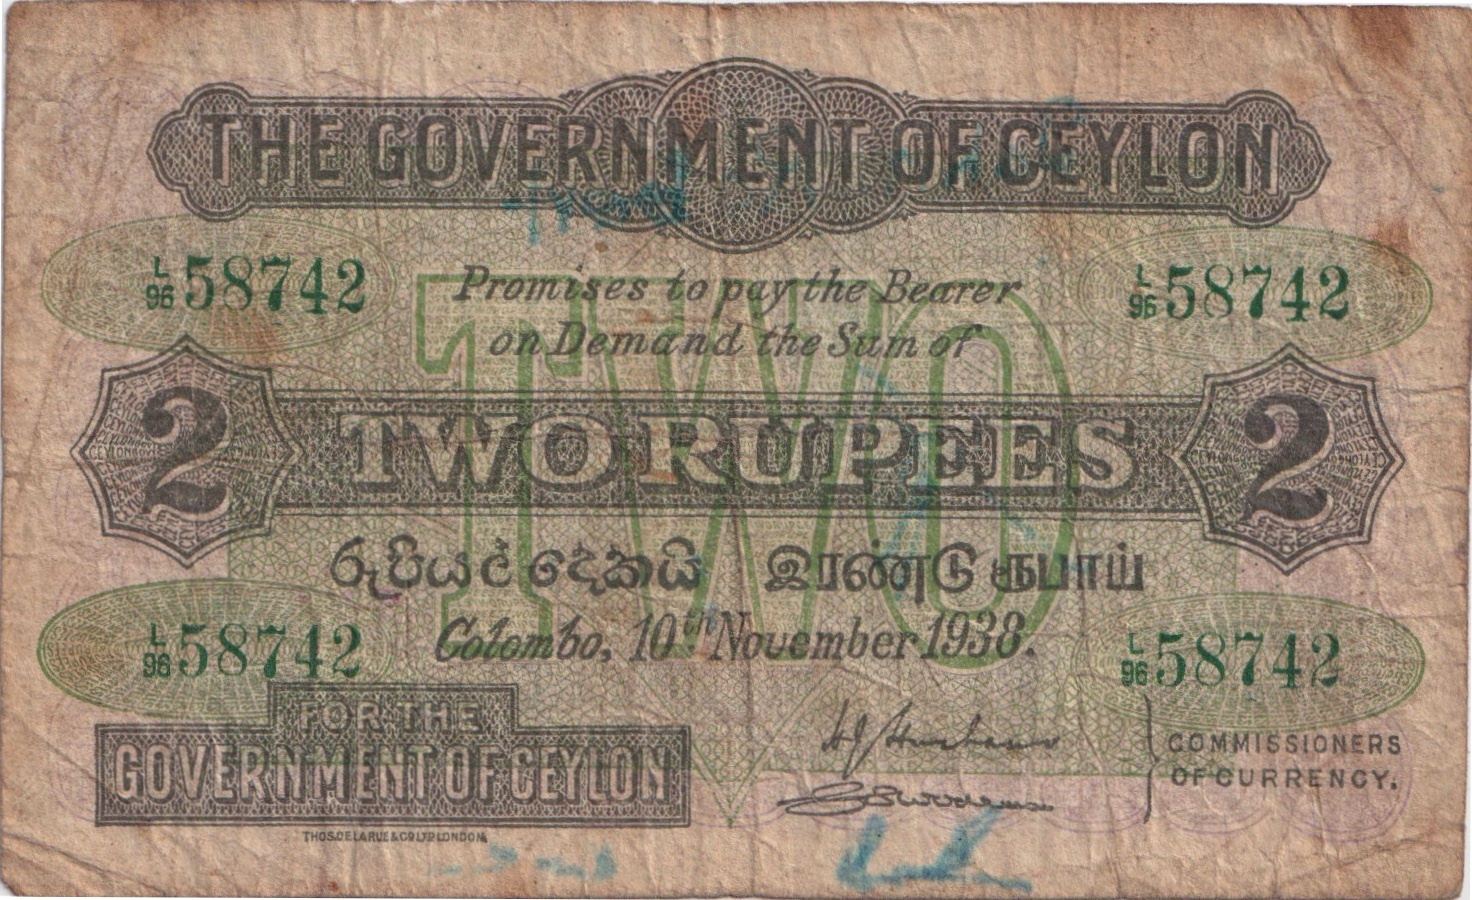 THE GOVERNMENT OF CEYLON
L/96 58742
L/96 58742
Promises to pay the Bearer
on Demand the Sum of
2 TWO RUPEES 2
TWO
රුපියල් දෙකයි இரண்டு ரூபாய்
Colombo, 10th November 1938.
L/96 58742
L/96 58742
FOR THE
GOVERNMENT OF CEYLON
COMMISSIONERS
OF CURRENCY.
THOS. DE LA RUE & CO. LTD. LONDON.